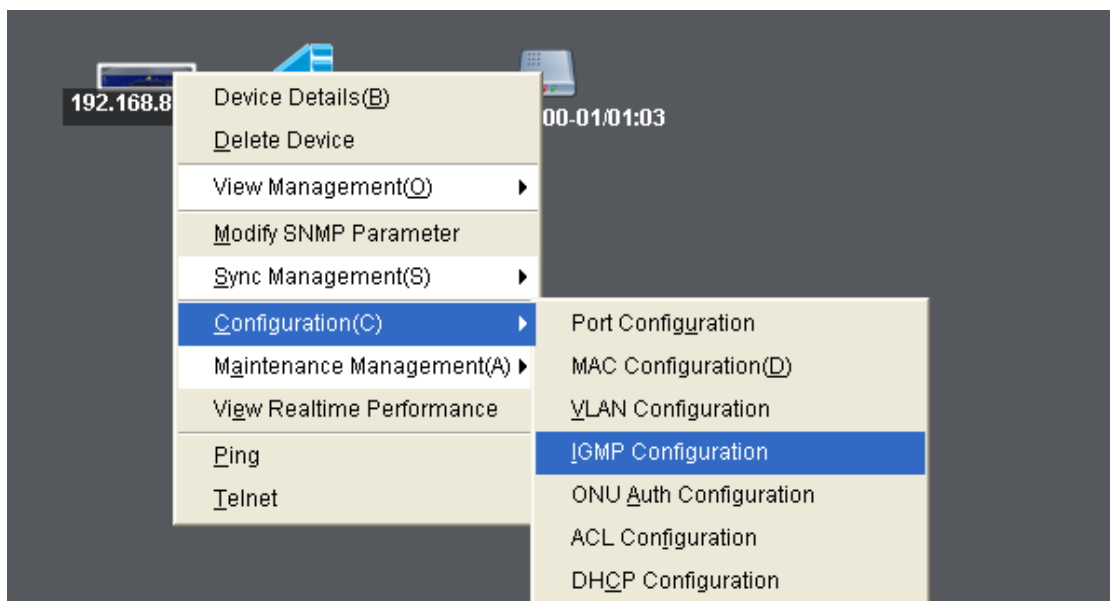 192.168.8
00-01/01:03
Device Details(B)
Delete Device
View Management(O)
Modify SNMP Parameter
Sync Management(S)
Configuration(C)
Maintenance Management(A)
View Realtime Performance
Ping
Telnet
Port Configuration
MAC Configuration(D)
VLAN Configuration
IGMP Configuration
ONU Auth Configuration
ACL Configuration
DHCP Configuration